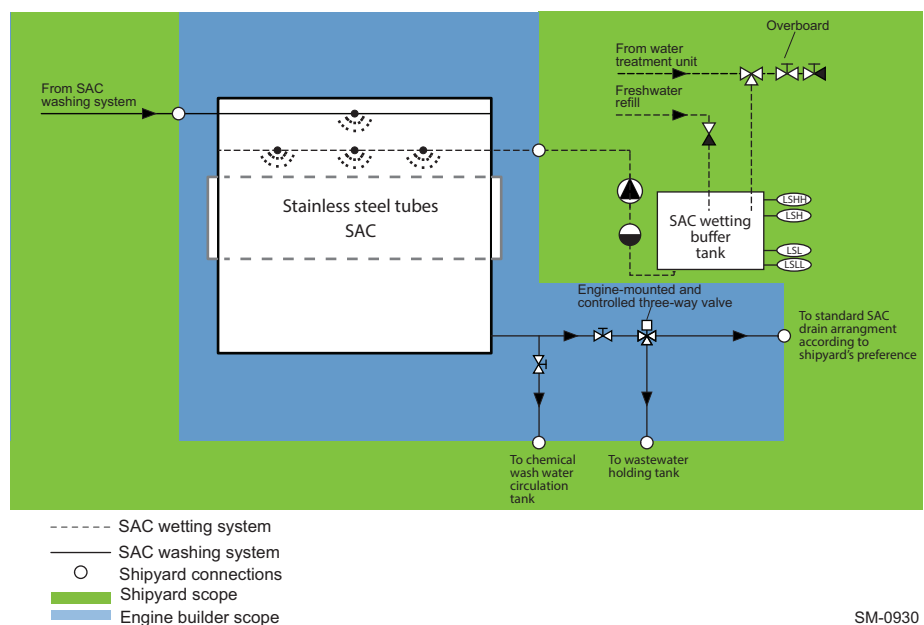 Overboard
From water
treatment unit
Freshwater
refill
From SAC
washing system
Stainless steel tubes
SAC
SAC wetting
buffer
tank
LSHH
LSH
LSL
LSLL
Engine-mounted and
controlled three-way valve
To standard SAC
drain arrangment
according to
shipyard's preference
To chemical
wash water
circulation
tank
To wastewater
holding tank
SAC wetting system
SAC washing system
Shipyard connections
Shipyard scope
Engine builder scope
SM-0930